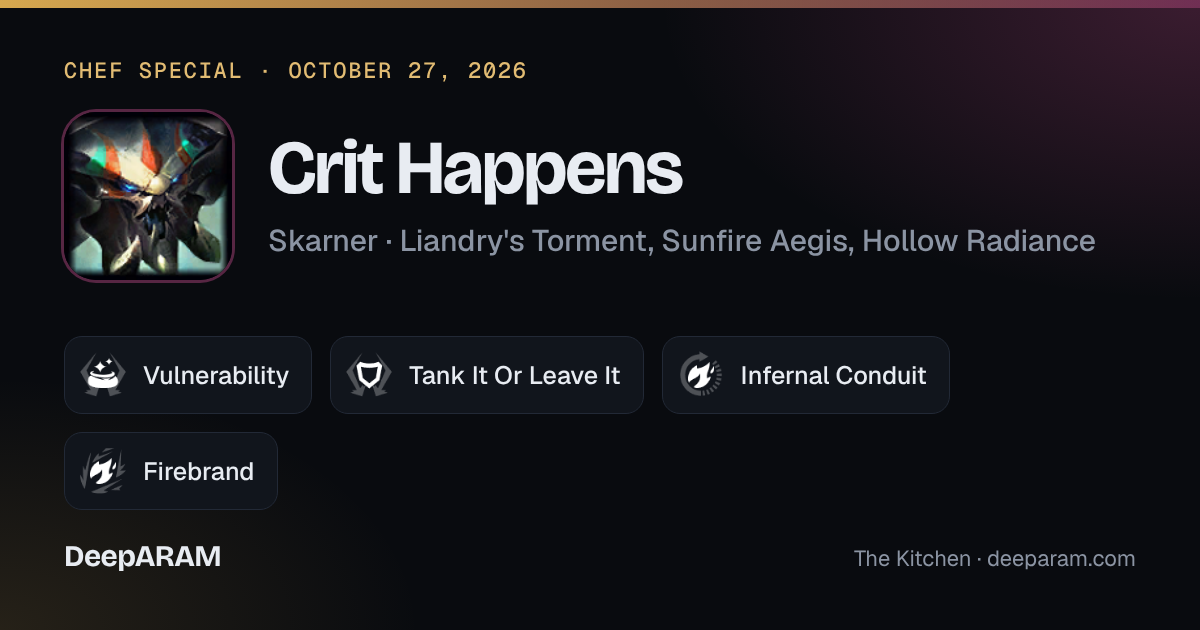 CHEF SPECIAL · OCTOBER 27, 2026
Crit Happens
Skarner · Liandry's Torment, Sunfire Aegis, Hollow Radiance
Vulnerability
Tank It Or Leave It
Infernal Conduit
Firebrand
DeepARAM
The Kitchen · deeparam.com